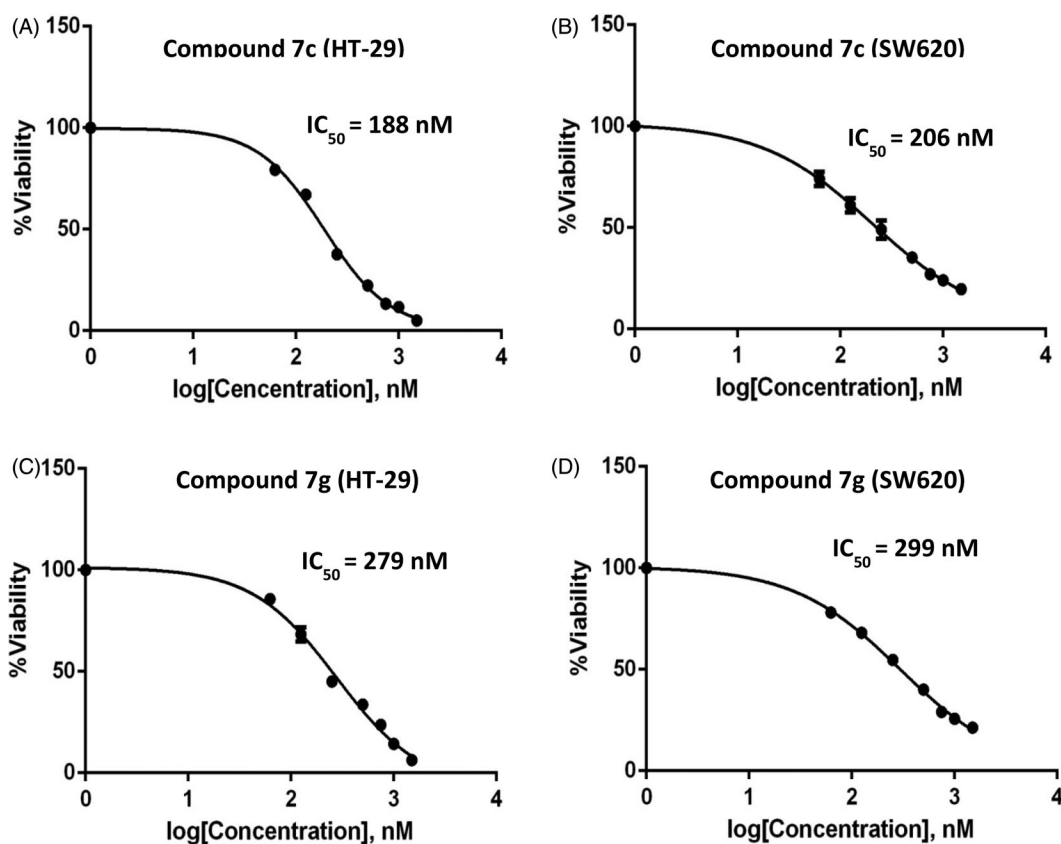 (A)
Compound 7c (HT-29)
IC50 = 188 nM
%Viability
150
100
50
0
0 1 2 3 4
log[Cencentration], nM
(B)
Compound 7c (SW620)
IC50 = 206 nM
%Viability
150
100
50
0
0 1 2 3 4
log[Concentration], nM
(C)
Compound 7g (HT-29)
IC50 = 279 nM
%Viability
150
100
50
0
0 1 2 3 4
log[Concentration], nM
(D)
Compound 7g (SW620)
IC50 = 299 nM
%Viability
150
100
50
0
0 1 2 3 4
log[Concentration], nM